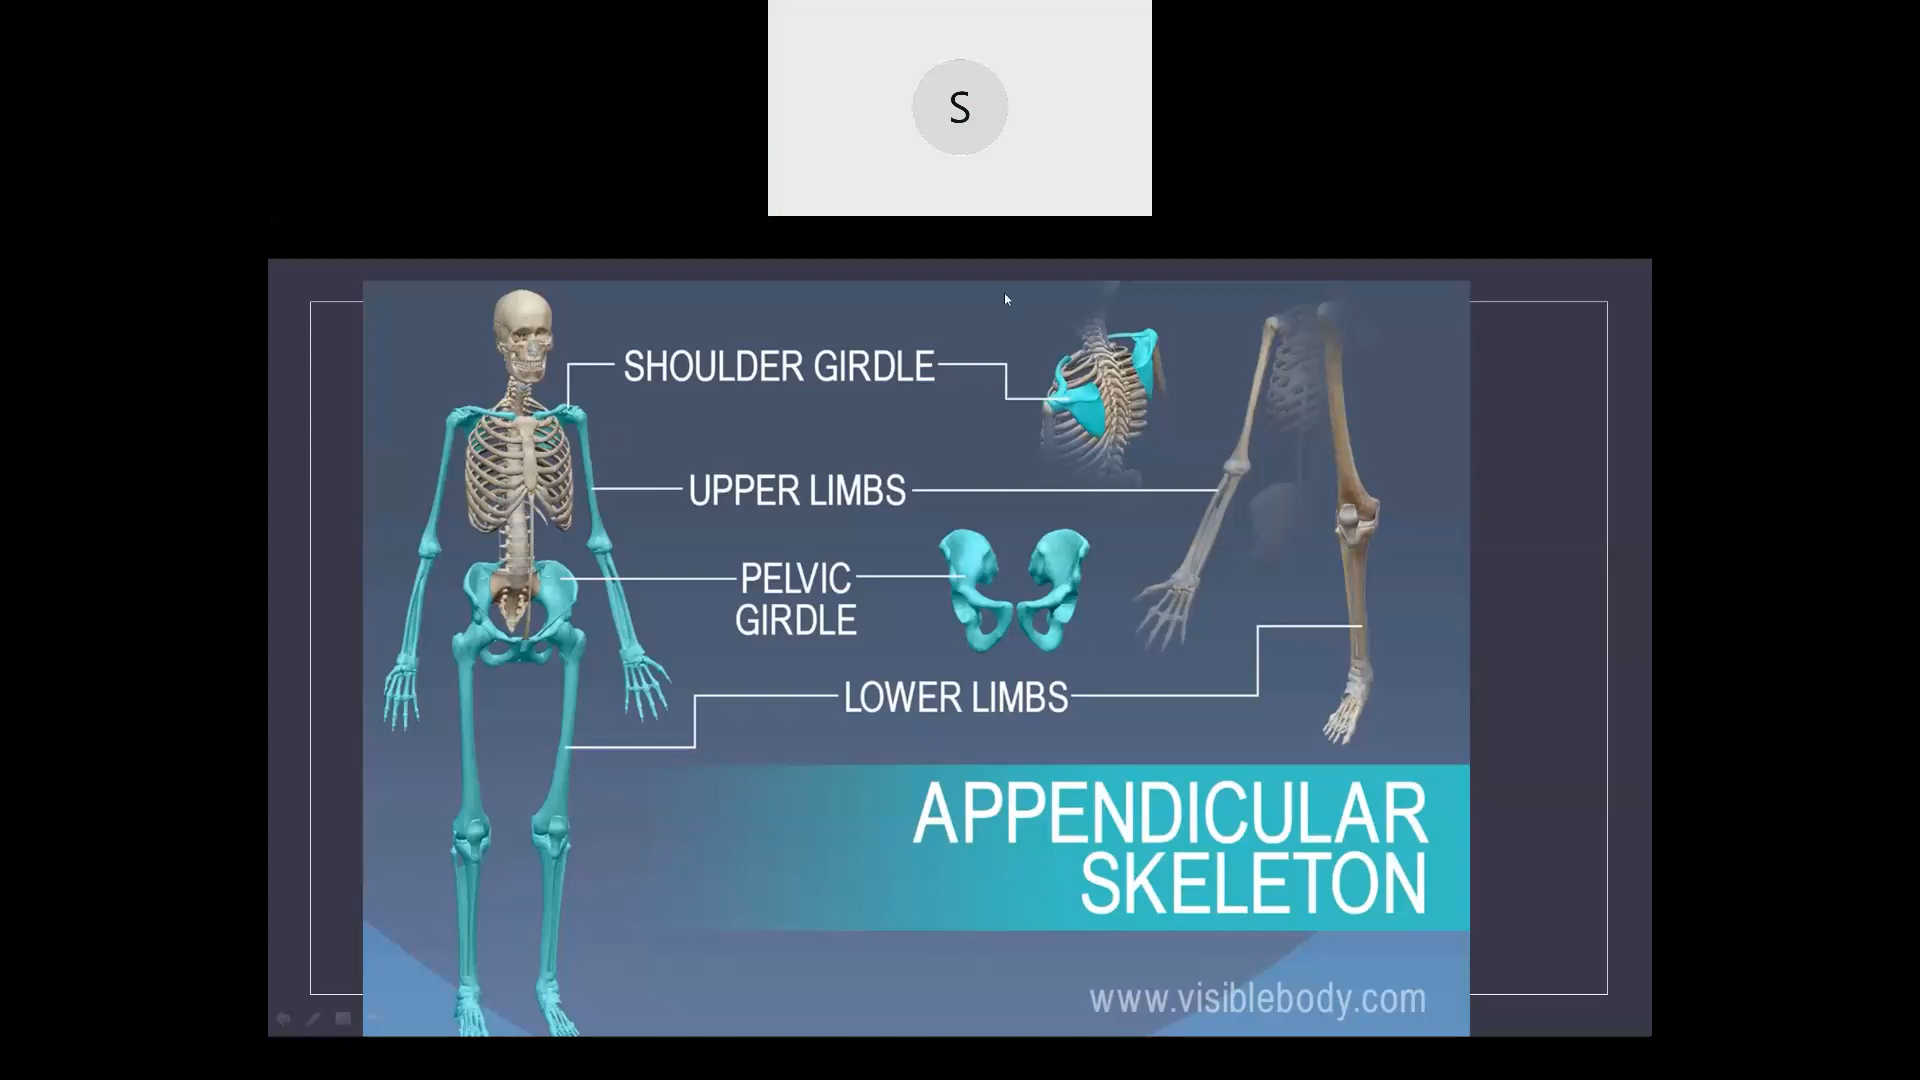 S
SHOULDER GIRDLE
UPPER LIMBS
PELVIC
GIRDLE
LOWER LIMBS
APPENDICULAR
SKELETON
www.visiblebody.com